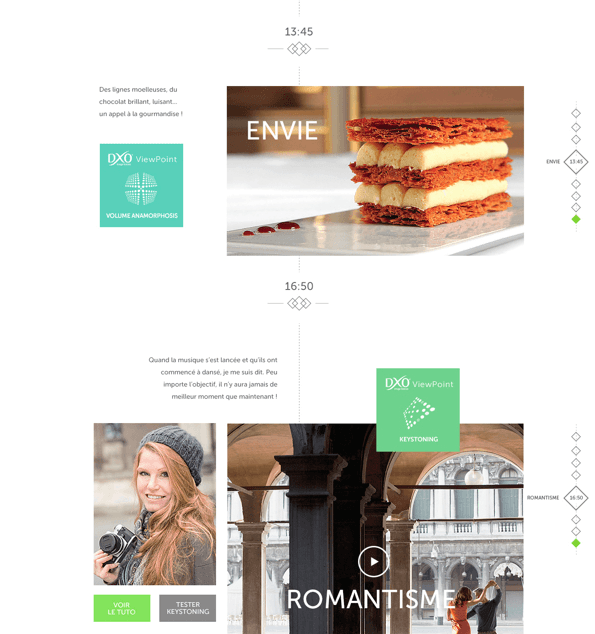 13:45
Des lignes moelleuses, du
chocolat brillant, luisant...
un appel à la gourmandise !
DXO ViewPoint
VOLUME ANAMORPHOSIS
ENVIE
ENVIE 13:45
16:50
Quand la musique s'est lancée et qu'ils ont
commencé à dansé, je me suis dit. Peu
importe l'objectif, il n'y aura jamais de
meilleur moment que maintenant !
DXO ViewPoint
KEYSTONING
ROMANTISME 16:50
ROMANTISME
VOIR
LE TUTO
TESTER
KEYSTONING